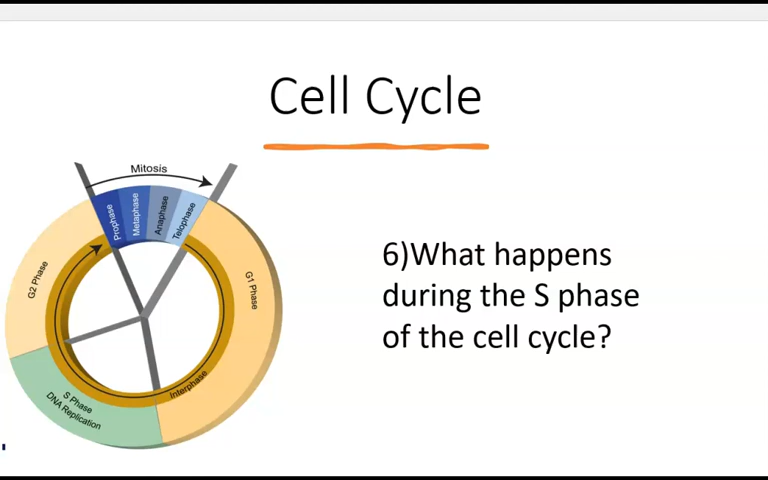 Cell Cycle
Mitosis
Prophase
Metaphase
Anaphase
Telophase
G2 Phase
G1 Phase
S Phase
DNA Replication
Interphase
6)What happens
during the S phase
of the cell cycle?